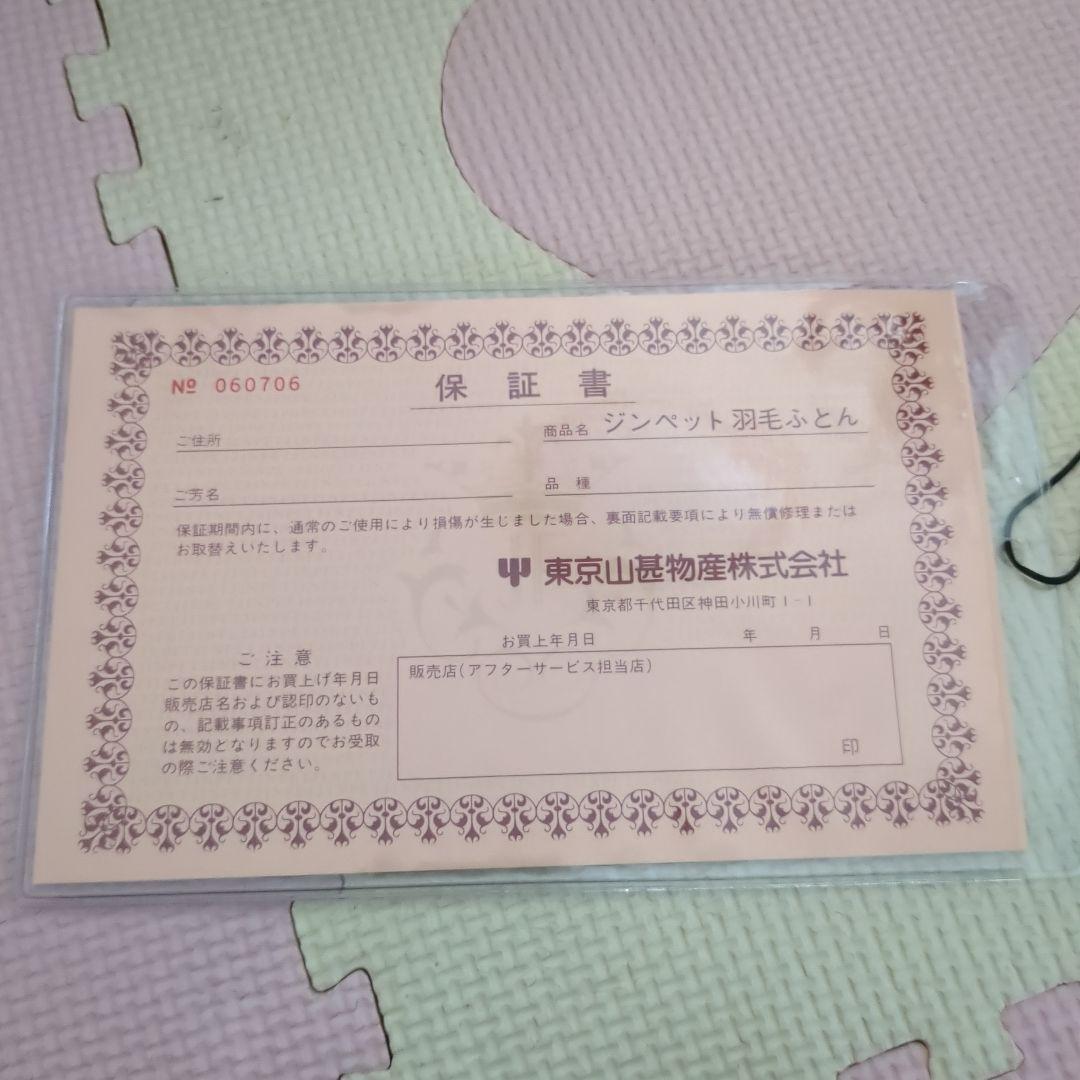 № 060706
保証書
ご住所
商品名 ジンペット羽毛ふとん
ご芳名
品種
保証期間内に、通常のご使用により損傷が生じました場合、裏面記載要項により無償修理または
お取替えいたします。
東京山甚物産株式会社
東京都千代田区神田小川町1-1
お買上年月日 年 月 日
ご注意
この保証書にお買上げ年月日
販売店名および認印のないも
の、記載事項訂正のあるもの
は無効となりますのでお受取
の際ご注意ください。
販売店(アフターサービス担当店)
印